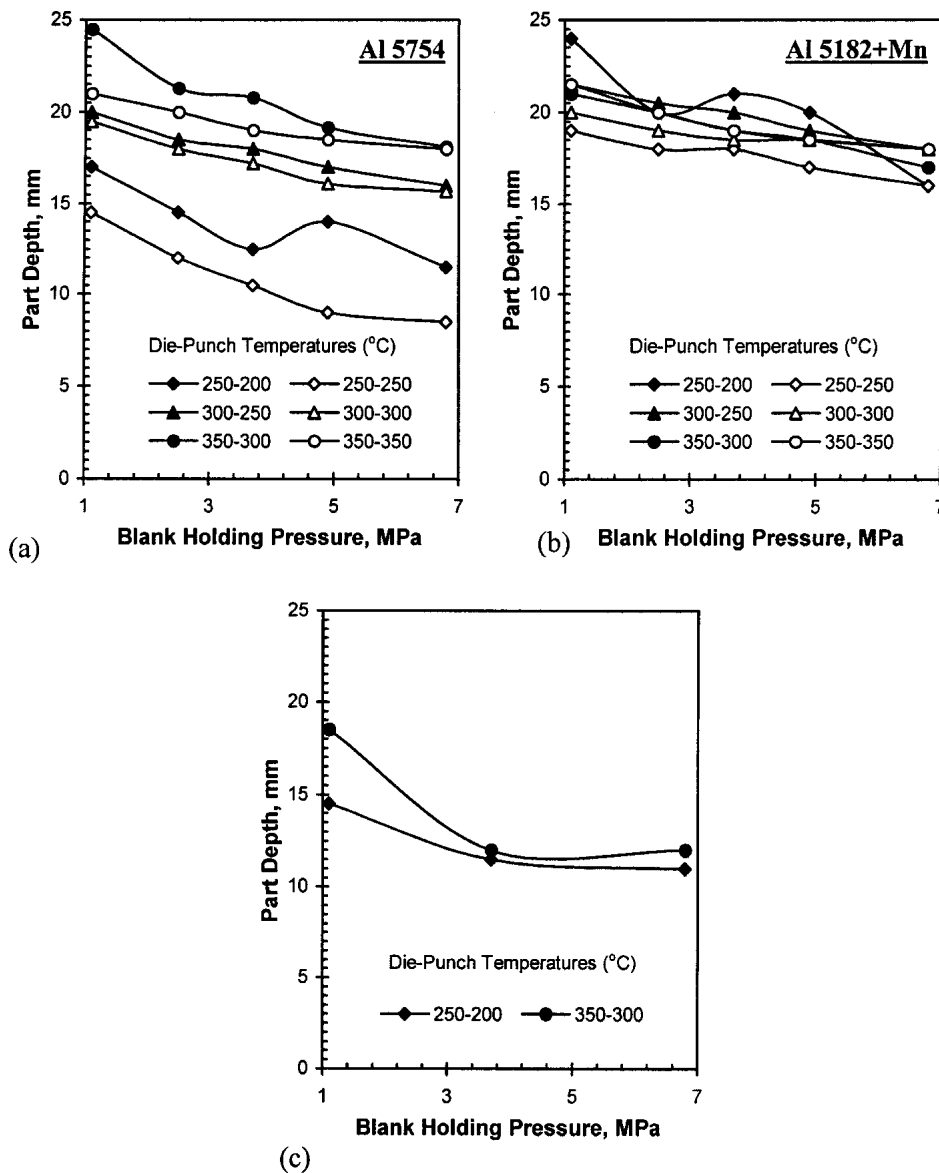 Al 5754
Part Depth, mm
25
20
15
10
5
0
Die-Punch Temperatures (°C)
250-200 250-250
300-250 300-300
350-300 350-350
1 3 5 7
Blank Holding Pressure, MPa
(a)
Al 5182+Mn
Part Depth, mm
25
20
15
10
5
0
Die-Punch Temperatures (°C)
250-200 250-250
300-250 300-300
350-300 350-350
1 3 5 7
Blank Holding Pressure, MPa
(b)
Part Depth, mm
25
20
15
10
5
0
Die-Punch Temperatures (°C)
250-200 350-300
1 3 5 7
Blank Holding Pressure, MPa
(c)